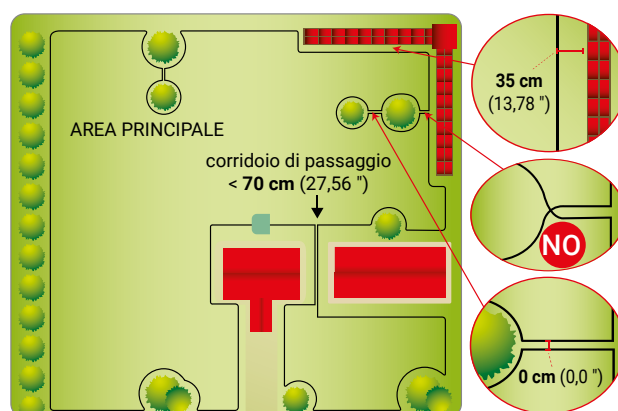 AREA PRINCIPALE
corridoio di passaggio
< 70 cm (27,56 ")
35 cm
(13,78 ")
NO
0 cm (0,0 ")